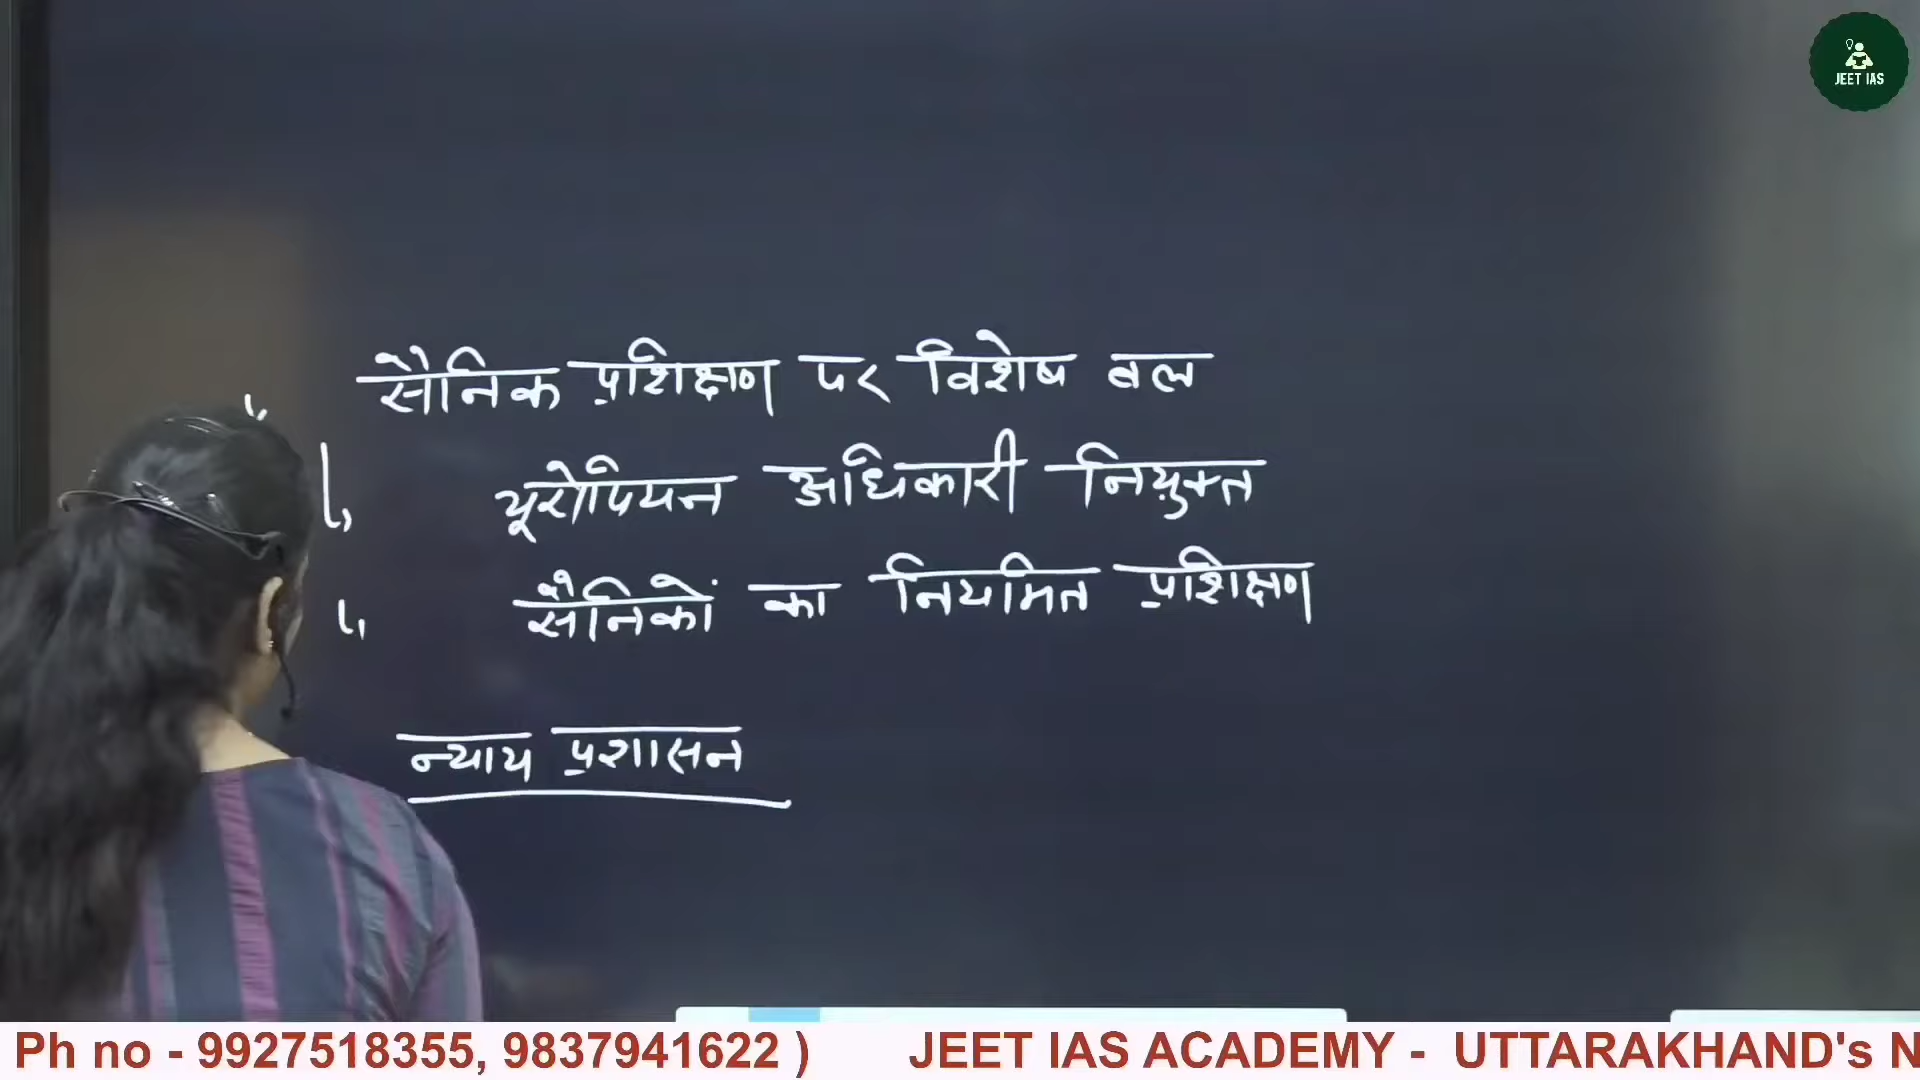 JEET IAS
सैनिक प्रशिक्षण पर विशेष बल
यूरोपियन अधिकारी नियुक्त
सैनिकों का नियमित प्रशिक्षण
न्याय प्रशासन
Ph no - 9927518355, 9837941622 ) JEET IAS ACADEMY - UTTARAKHAND's N